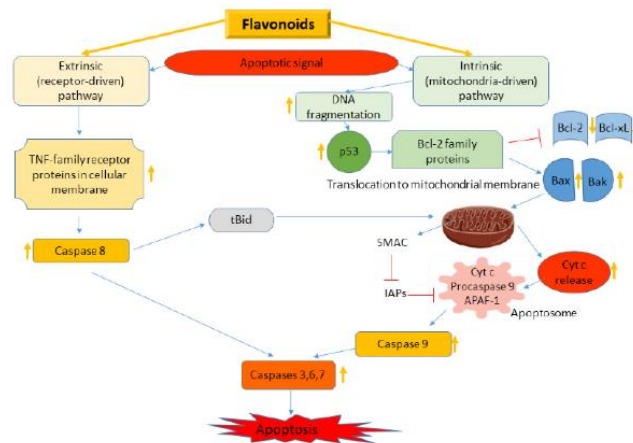 Flavonoids
Extrinsic
(receptor-driven)
pathway
Apoptotic signal
Intrinsic
(mitochondria-driven)
pathway
DNA
fragmentation
TNF-family receptor
proteins in cellular
membrane
p53
Bcl-2 family
proteins
Bcl-2
Bcl-xL
Translocation to mitochondrial membrane
Bax
Bak
Caspase 8
tBid
SMAC
IAPs
Cyt c
Procaspase 9
APAF-1
Cyt c
release
Apoptosome
Caspase 9
Caspases 3,6,7
Apoptosis